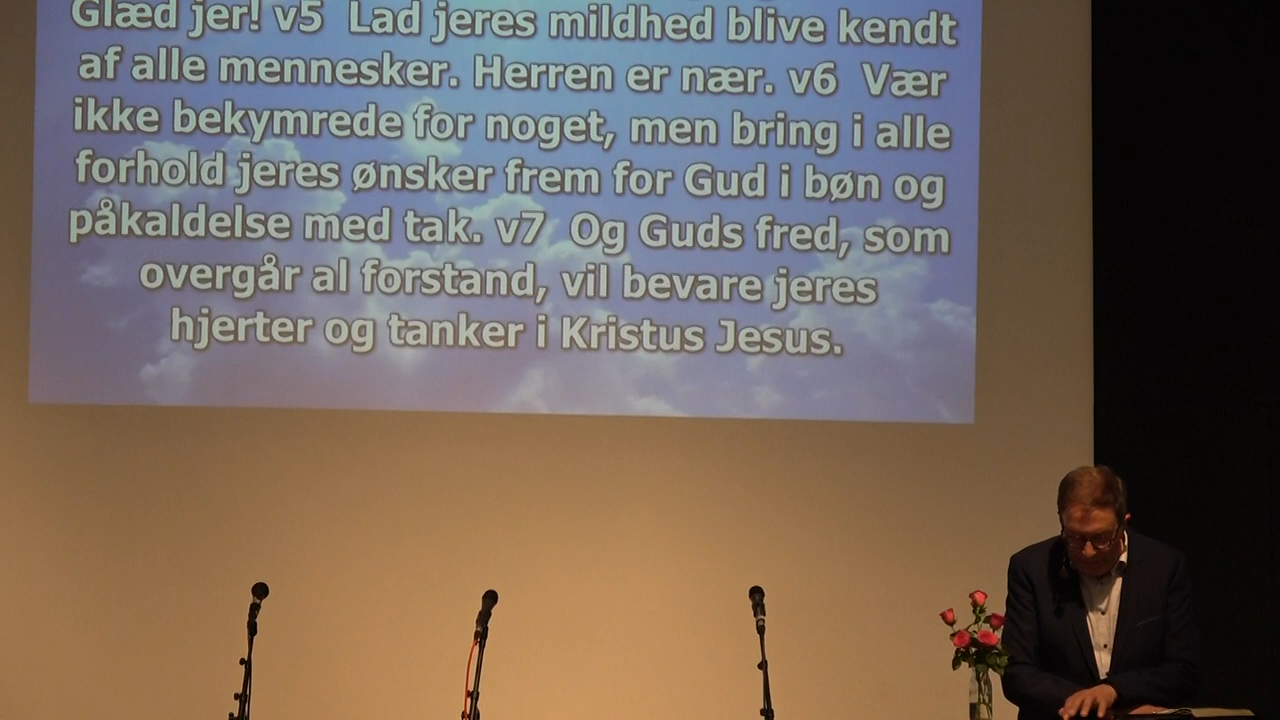 Glæd jer! v5 Lad jeres mildhed blive kendt
af alle mennesker. Herren er nær. v6 Vær
ikke bekymrede for noget, men bring i alle
forhold jeres ønsker frem for Gud i bøn og
påkaldelse med tak. v7 Og Guds fred, som
overgår al forstand, vil bevare jeres
hjerter og tanker i Kristus Jesus.